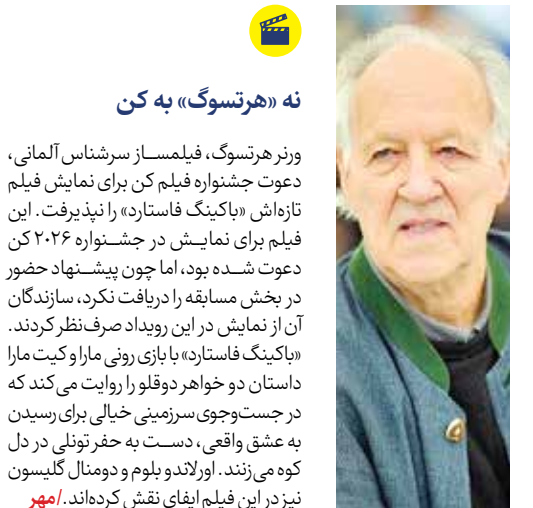 نه «هرتسوگ» به کن
ورنر هرتسوگ، فیلمساز سرشناس آلمانی،
دعوت جشنواره فیلم کن برای نمایش فیلم
تازه‌اش «باکینگ فاستارد» را نپذیرفت. این
فیلم برای نمایش در جشنواره ۲۰۲۶ کن
دعوت شده بود، اما چون پیشنهاد حضور
در بخش مسابقه را دریافت نکرد، سازندگان
آن از نمایش در این رویداد صرف‌نظر کردند.
«باکینگ فاستارد» با بازی رونی مارا و کیت مارا
داستان دو خواهر دوقلو را روایت می‌کند که
در جست‌وجوی سرزمینی خیالی برای رسیدن
به عشق واقعی، دست به حفر تونلی در دل
کوه می‌زنند. اورلاندو بلوم و دومنال گلیسون
نیز در این فیلم ایفای نقش کرده‌اند./مهر